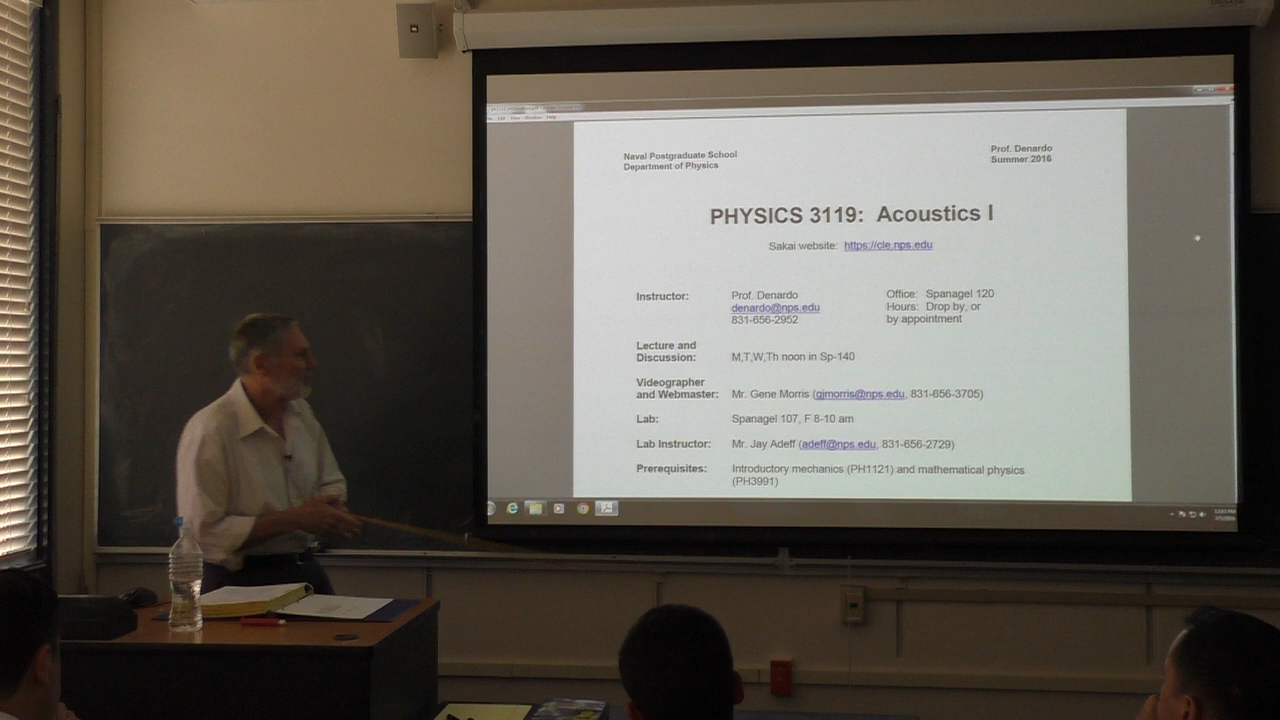 View Window Help
Naval Postgraduate School
Department of Physics
Prof. Denardo
Summer 2016
PHYSICS 3119: Acoustics I
Sakai website: https://cle.nps.edu
Instructor: Prof. Denardo
denardo@nps.edu
831-656-2952
Office: Spanagel 120
Hours: Drop by, or
by appointment
Lecture and
Discussion: M,T,W,Th noon in Sp-140
Videographer
and Webmaster: Mr. Gene Morris (gjmorris@nps.edu, 831-656-3705)
Lab: Spanagel 107, F 8-10 am
Lab Instructor: Mr. Jay Adeff (adeff@nps.edu, 831-656-2729)
Prerequisites: Introductory mechanics (PH1121) and mathematical physics
(PH3991)